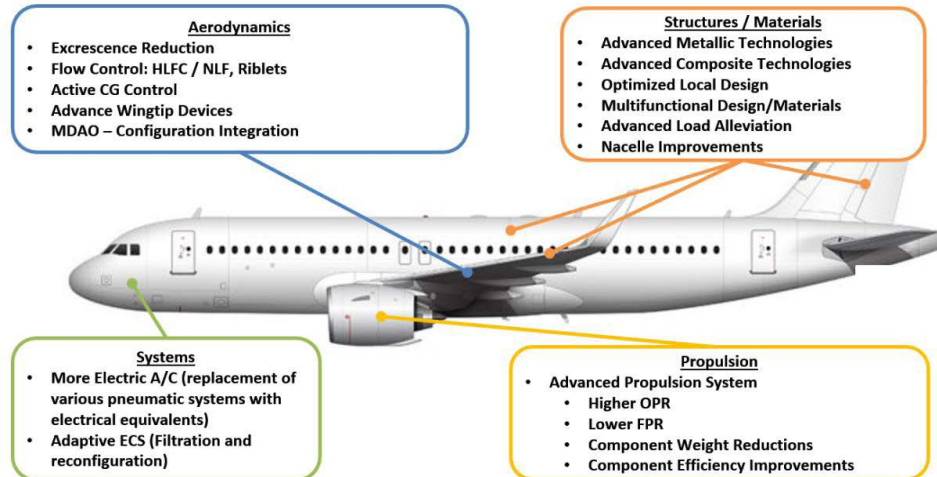 Aerodynamics
• Excrescence Reduction
• Flow Control: HLFC / NLF, Riblets
• Active CG Control
• Advance Wingtip Devices
• MDAO – Configuration Integration
Structures / Materials
• Advanced Metallic Technologies
• Advanced Composite Technologies
• Optimized Local Design
• Multifunctional Design/Materials
• Advanced Load Alleviation
• Nacelle Improvements
Systems
• More Electric A/C (replacement of
various pneumatic systems with
electrical equivalents)
• Adaptive ECS (Filtration and
reconfiguration)
Propulsion
• Advanced Propulsion System
• Higher OPR
• Lower FPR
• Component Weight Reductions
• Component Efficiency Improvements